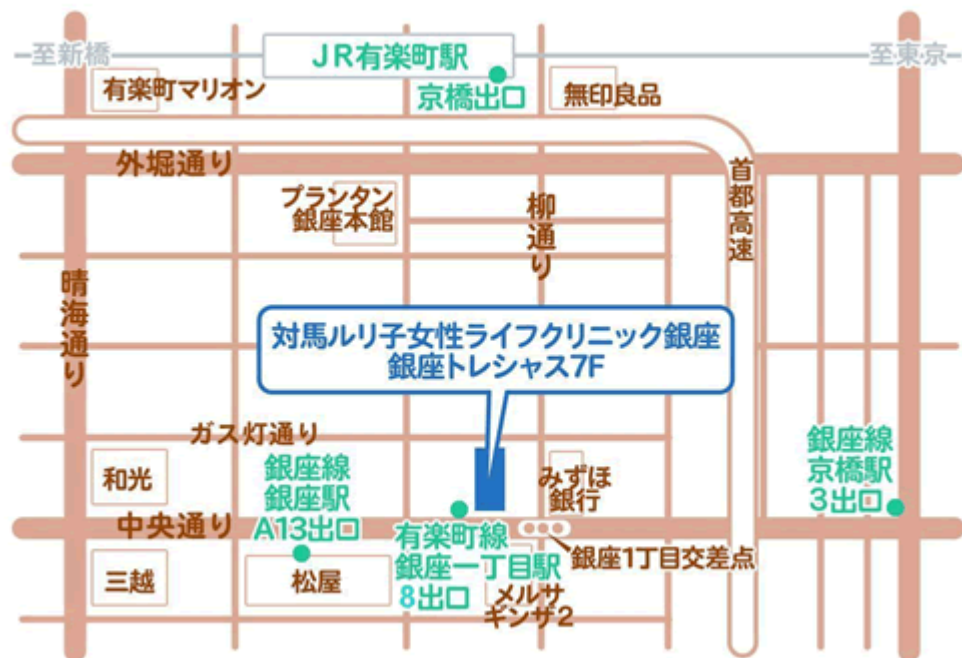 JR有楽町駅
至新橋
至東京
有楽町マリオン
京橋出口
無印良品
外堀通り
首都高速
プランタン
銀座本館
柳通り
晴海通り
対馬ルリ子女性ライフクリニック銀座
銀座トレシャス7F
ガス灯通り
和光
銀座線
銀座駅
A13出口
みずほ
銀行
銀座線
京橋駅
3出口
中央通り
有楽町線
銀座一丁目駅
8出口
銀座1丁目交差点
三越
松屋
メルサ
ギンザ2